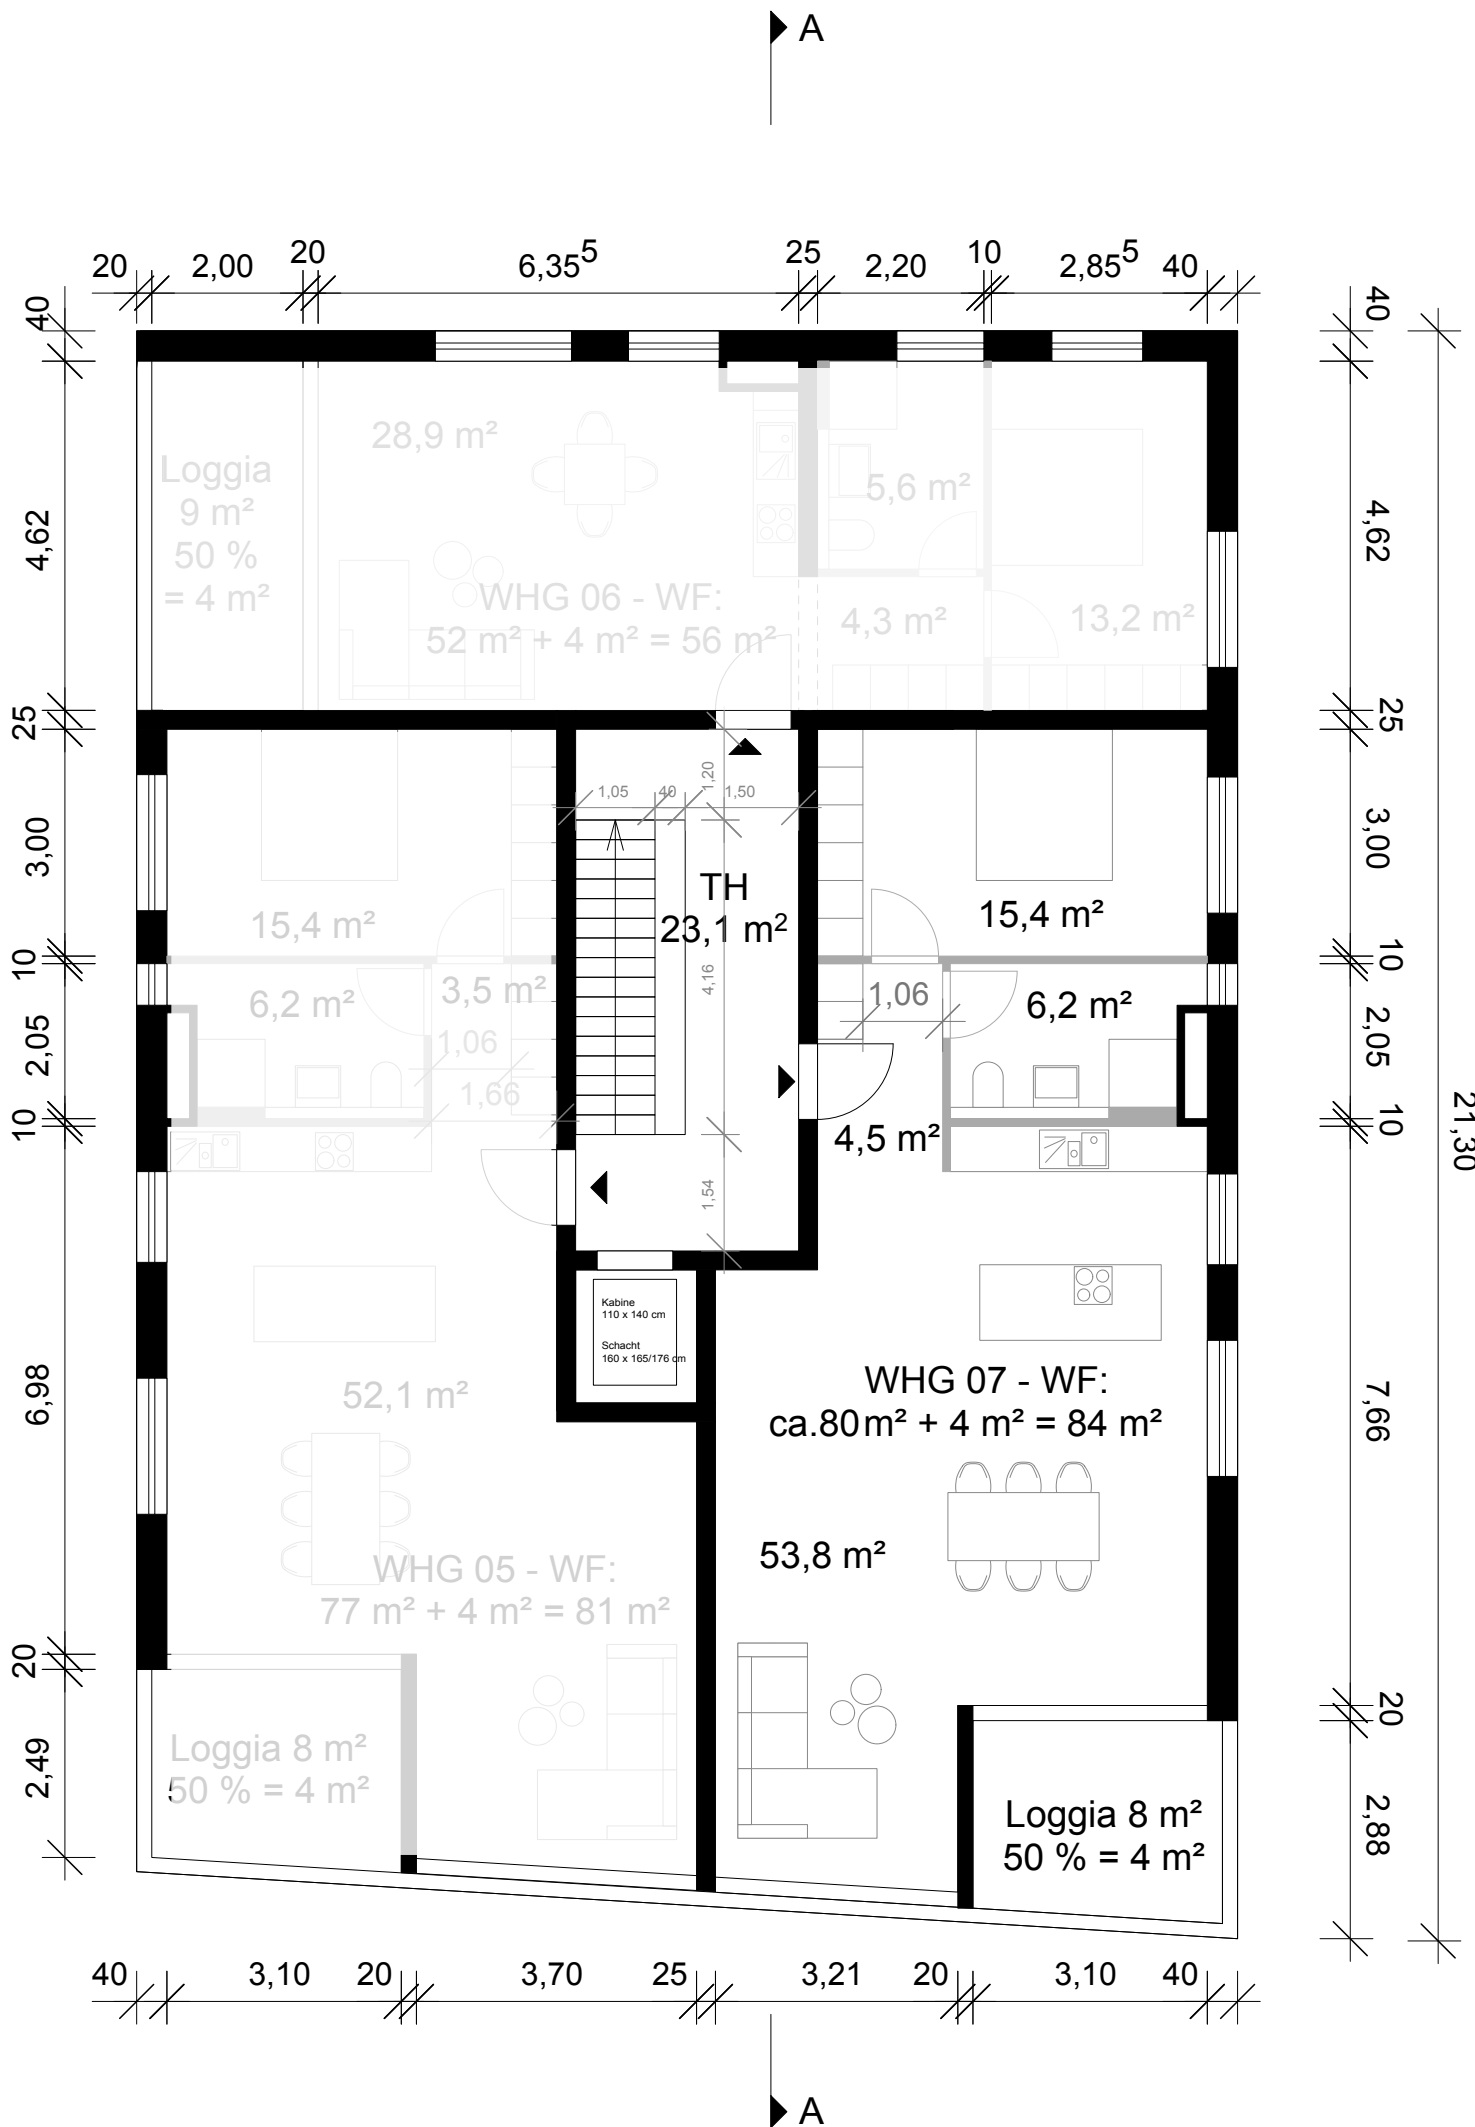 A
20
2,00
20
6,35⁵
25
2,20
10
2,85⁵
40
40
4,62
25
3,00
10
2,05
10
6,98
20
2,49
40
4,62
25
3,00
10
2,05
10
7,66
20
2,88
21,30
28,9 m²
Loggia
9 m²
50 %
= 4 m²
5,6 m²
WHG 06 - WF:
52 m² + 4 m² = 56 m²
4,3 m²
13,2 m²
1,05
40
1,20
1,50
TH
23,1 m²
4,16
1,54
15,4 m²
6,2 m²
3,5 m²
1,06
1,66
15,4 m²
1,06
6,2 m²
4,5 m²
Kabine
110 x 140 cm
Schacht
160 x 165/176 cm
52,1 m²
WHG 05 - WF:
77 m² + 4 m² = 81 m²
Loggia 8 m²
50 % = 4 m²
WHG 07 - WF:
ca.80m² + 4 m² = 84 m²
53,8 m²
Loggia 8 m²
50 % = 4 m²
40
3,10
20
3,70
25
3,21
20
3,10
40
A